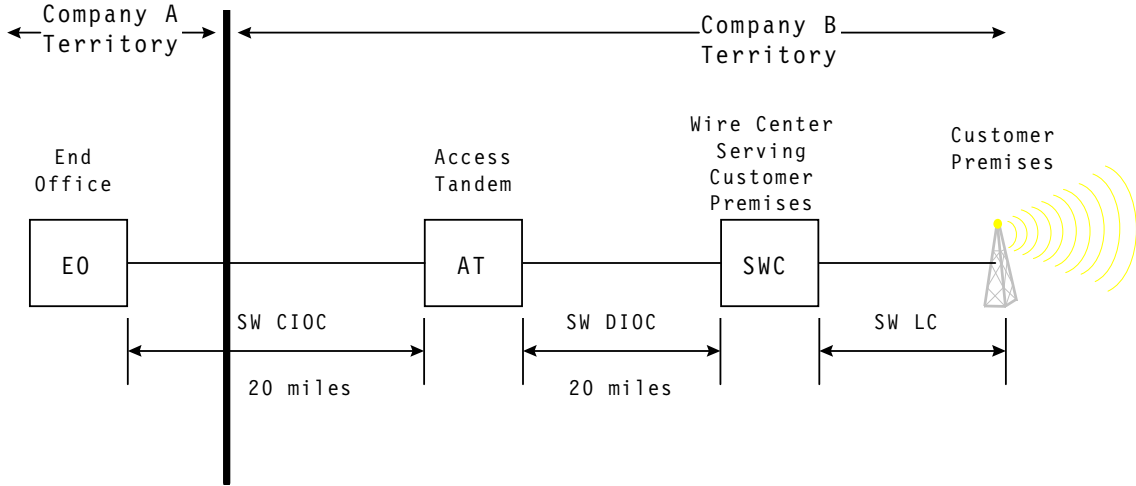 Company A
Territory
Company B
Territory
End
Office
Access
Tandem
Wire Center
Serving
Customer
Premises
Customer
Premises
EO
AT
SWC
SW CIOC
SW DIOC
SW LC
20 miles
20 miles